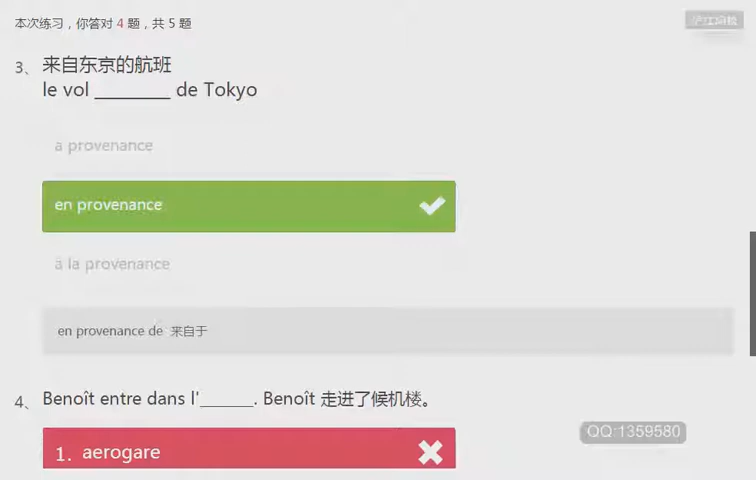 本次练习，你答对 4 题，共 5 题
3、 来自东京的航班
le vol ________ de Tokyo
a provenance
en provenance
à la provenance
en provenance de 来自于
4、 Benoît entre dans l'______. Benoît 走进了候机楼。
QQ:1359580
1. aerogare